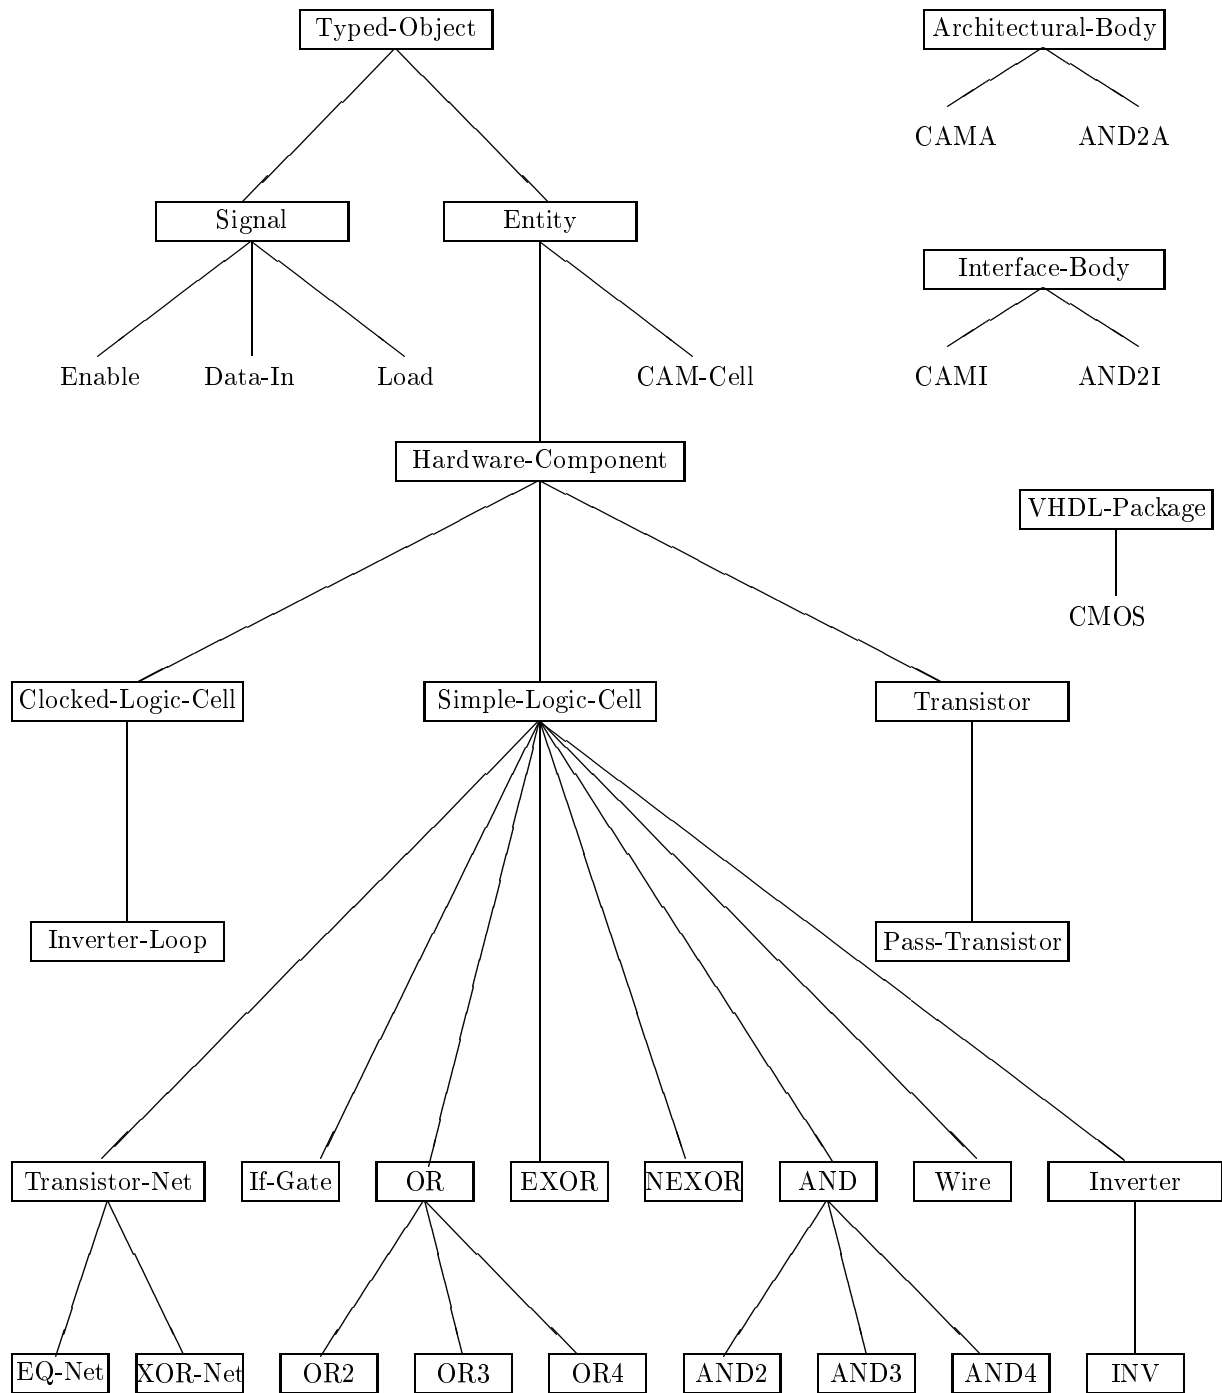 Typed-Object
Architectural-Body
CAMA
AND2A
Signal
Entity
Interface-Body
Enable
Data-In
Load
CAM-Cell
CAMI
AND2I
Hardware-Component
VHDL-Package
CMOS
Clocked-Logic-Cell
Simple-Logic-Cell
Transistor
Inverter-Loop
Pass-Transistor
Transistor-Net
If-Gate
OR
EXOR
NEXOR
AND
Wire
Inverter
EQ-Net
XOR-Net
OR2
OR3
OR4
AND2
AND3
AND4
INV